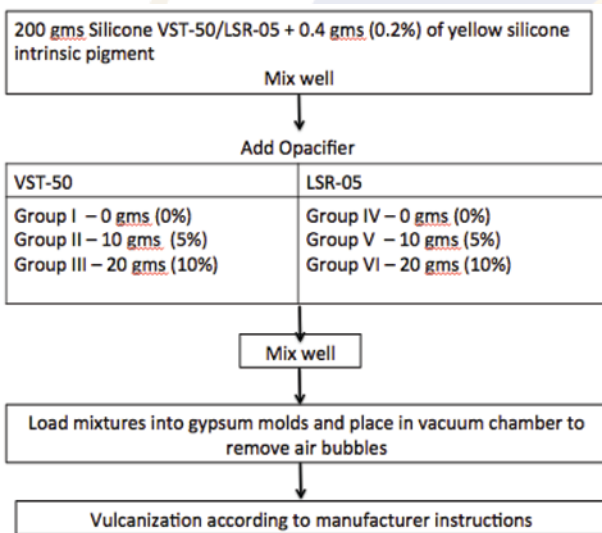 200 gms Silicone VST-50/LSR-05 + 0.4 gms (0.2%) of yellow silicone
intrinsic pigment
Mix well
Add Opacifier
VST-50
Group I – 0 gms (0%)
Group II – 10 gms (5%)
Group III – 20 gms (10%)
LSR-05
Group IV – 0 gms (0%)
Group V – 10 gms (5%)
Group VI – 20 gms (10%)
Mix well
Load mixtures into gypsum molds and place in vacuum chamber to
remove air bubbles
Vulcanization according to manufacturer instructions